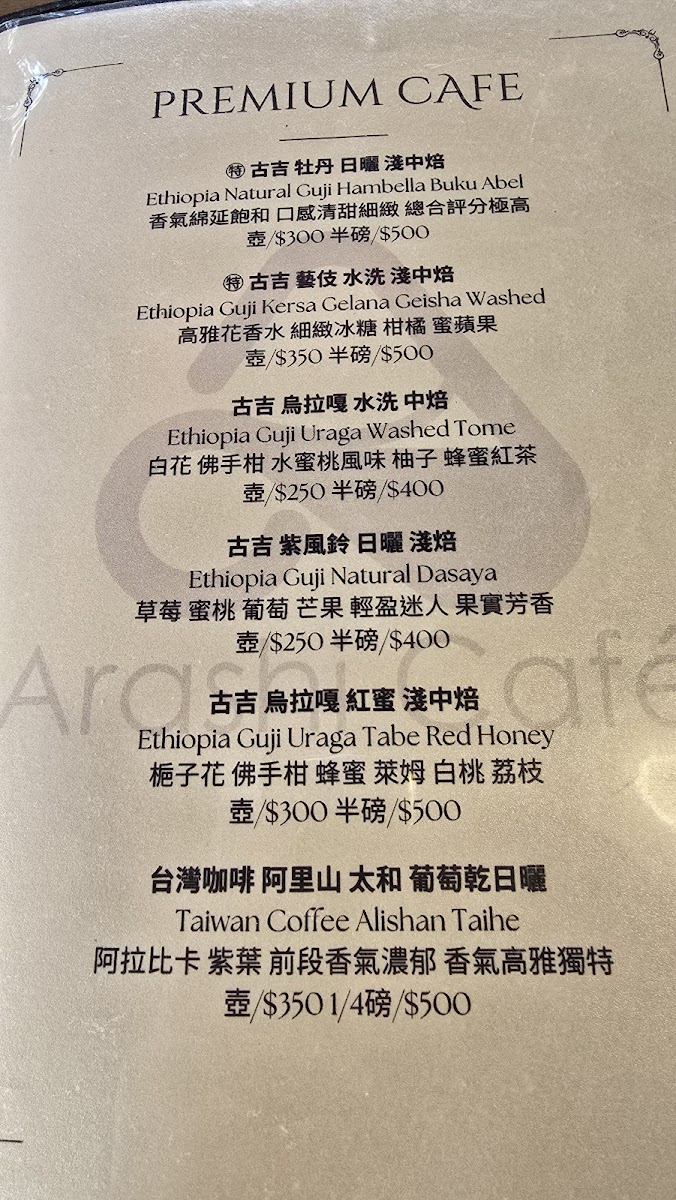 PREMIUM CAFE
㊕ 古吉 牡丹 日曬 淺中焙
Ethiopia Natural Guji Hambella Buku Abel
香氣綿延飽和 口感清甜細緻 總合評分極高
壺/$300 半磅/$500
㊕ 古吉 藝伎 水洗 淺中焙
Ethiopia Guji Kersa Gelana Geisha Washed
高雅花香水 細緻冰糖 柑橘 蜜蘋果
壺/$350 半磅/$500
古吉 烏拉嘎 水洗 中焙
Ethiopia Guji Uraga Washed Tome
白花 佛手柑 水蜜桃風味 柚子 蜂蜜紅茶
壺/$250 半磅/$400
古吉 紫風鈴 日曬 淺焙
Ethiopia Guji Natural Dasaya
草莓 蜜桃 葡萄 芒果 輕盈迷人 果實芳香
壺/$250 半磅/$400
Arashi Café
古吉 烏拉嘎 紅蜜 淺中焙
Ethiopia Guji Uraga Tabe Red Honey
梔子花 佛手柑 蜂蜜 萊姆 白桃 荔枝
壺/$300 半磅/$500
台灣咖啡 阿里山 太和 葡萄乾日曬
Taiwan Coffee Alishan Taihe
阿拉比卡 紫葉 前段香氣濃郁 香氣高雅獨特
壺/$350 1/4磅/$500